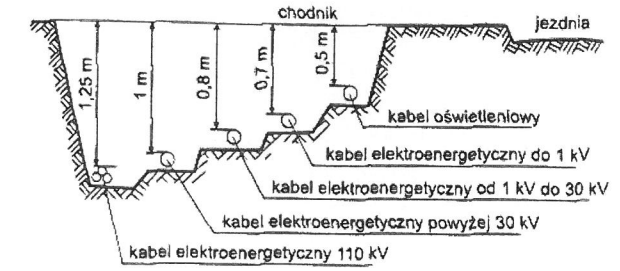 chodnik
jezdnia
1,25 m
1 m
0,8 m
0,7 m
0,5 m
kabel oświetleniowy
kabel elektroenergetyczny do 1 kV
kabel elektroenergetyczny od 1 kV do 30 kV
kabel elektroenergetyczny powyżej 30 kV
kabel elektroenergetyczny 110 kV